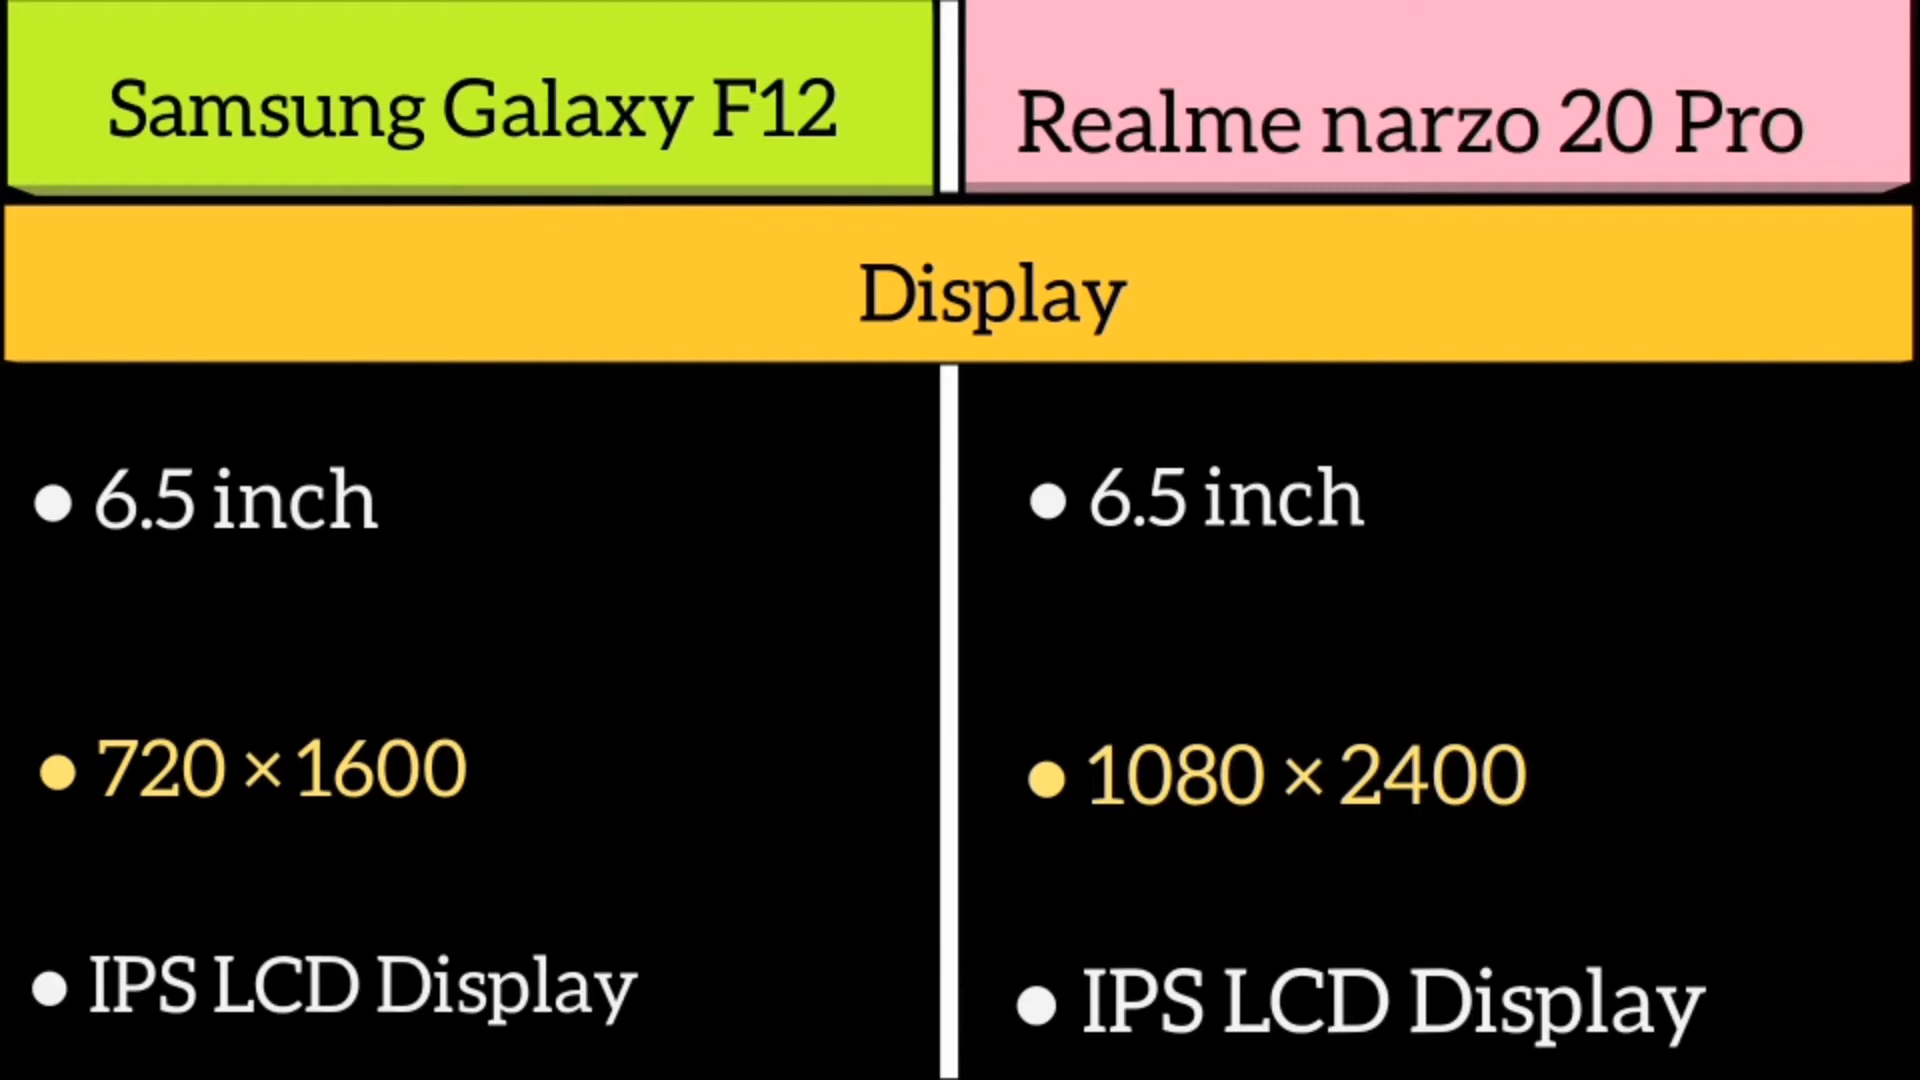 Samsung Galaxy F12
Realme narzo 20 Pro
Display
● 6.5 inch
● 6.5 inch
● 720 × 1600
● 1080 × 2400
● IPS LCD Display
● IPS LCD Display